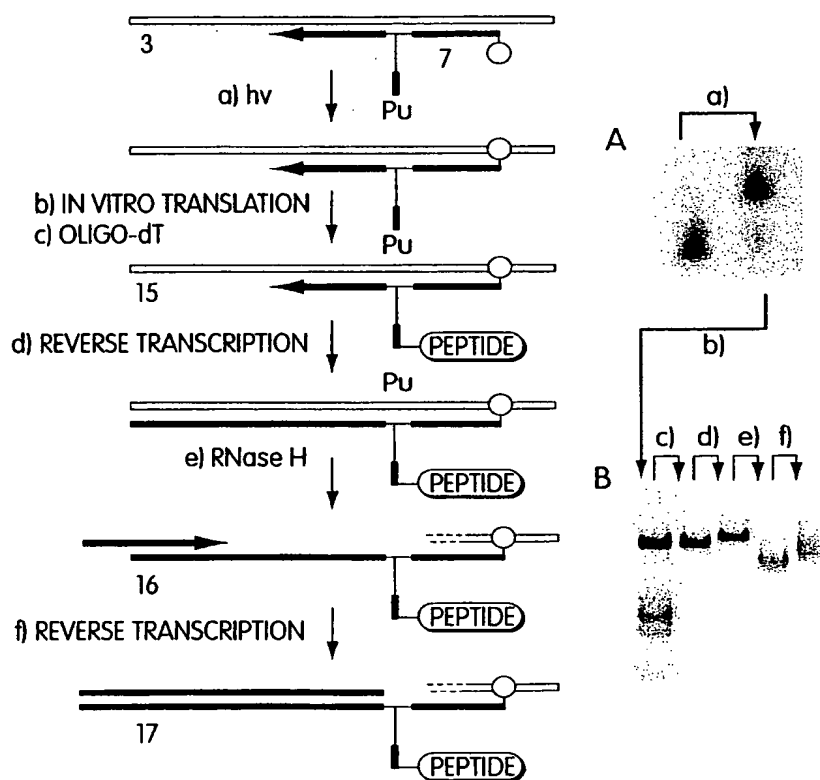 3
7
a) hv
Pu
b) IN VITRO TRANSLATION
c) OLIGO-dT
Pu
15
PEPTIDE
d) REVERSE TRANSCRIPTION
Pu
e) RNase H
PEPTIDE
16
PEPTIDE
f) REVERSE TRANSCRIPTION
17
PEPTIDE
A
a)
b)
c) d) e) f)
B